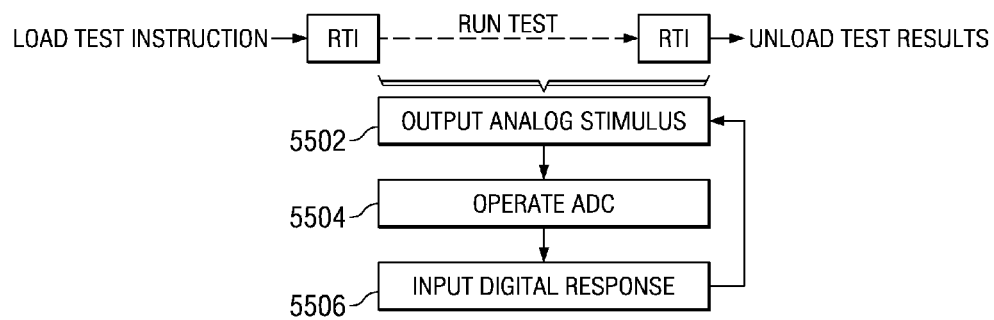 LOAD TEST INSTRUCTION
RTI
RUN TEST
RTI
UNLOAD TEST RESULTS
5502
OUTPUT ANALOG STIMULUS
5504
OPERATE ADC
5506
INPUT DIGITAL RESPONSE